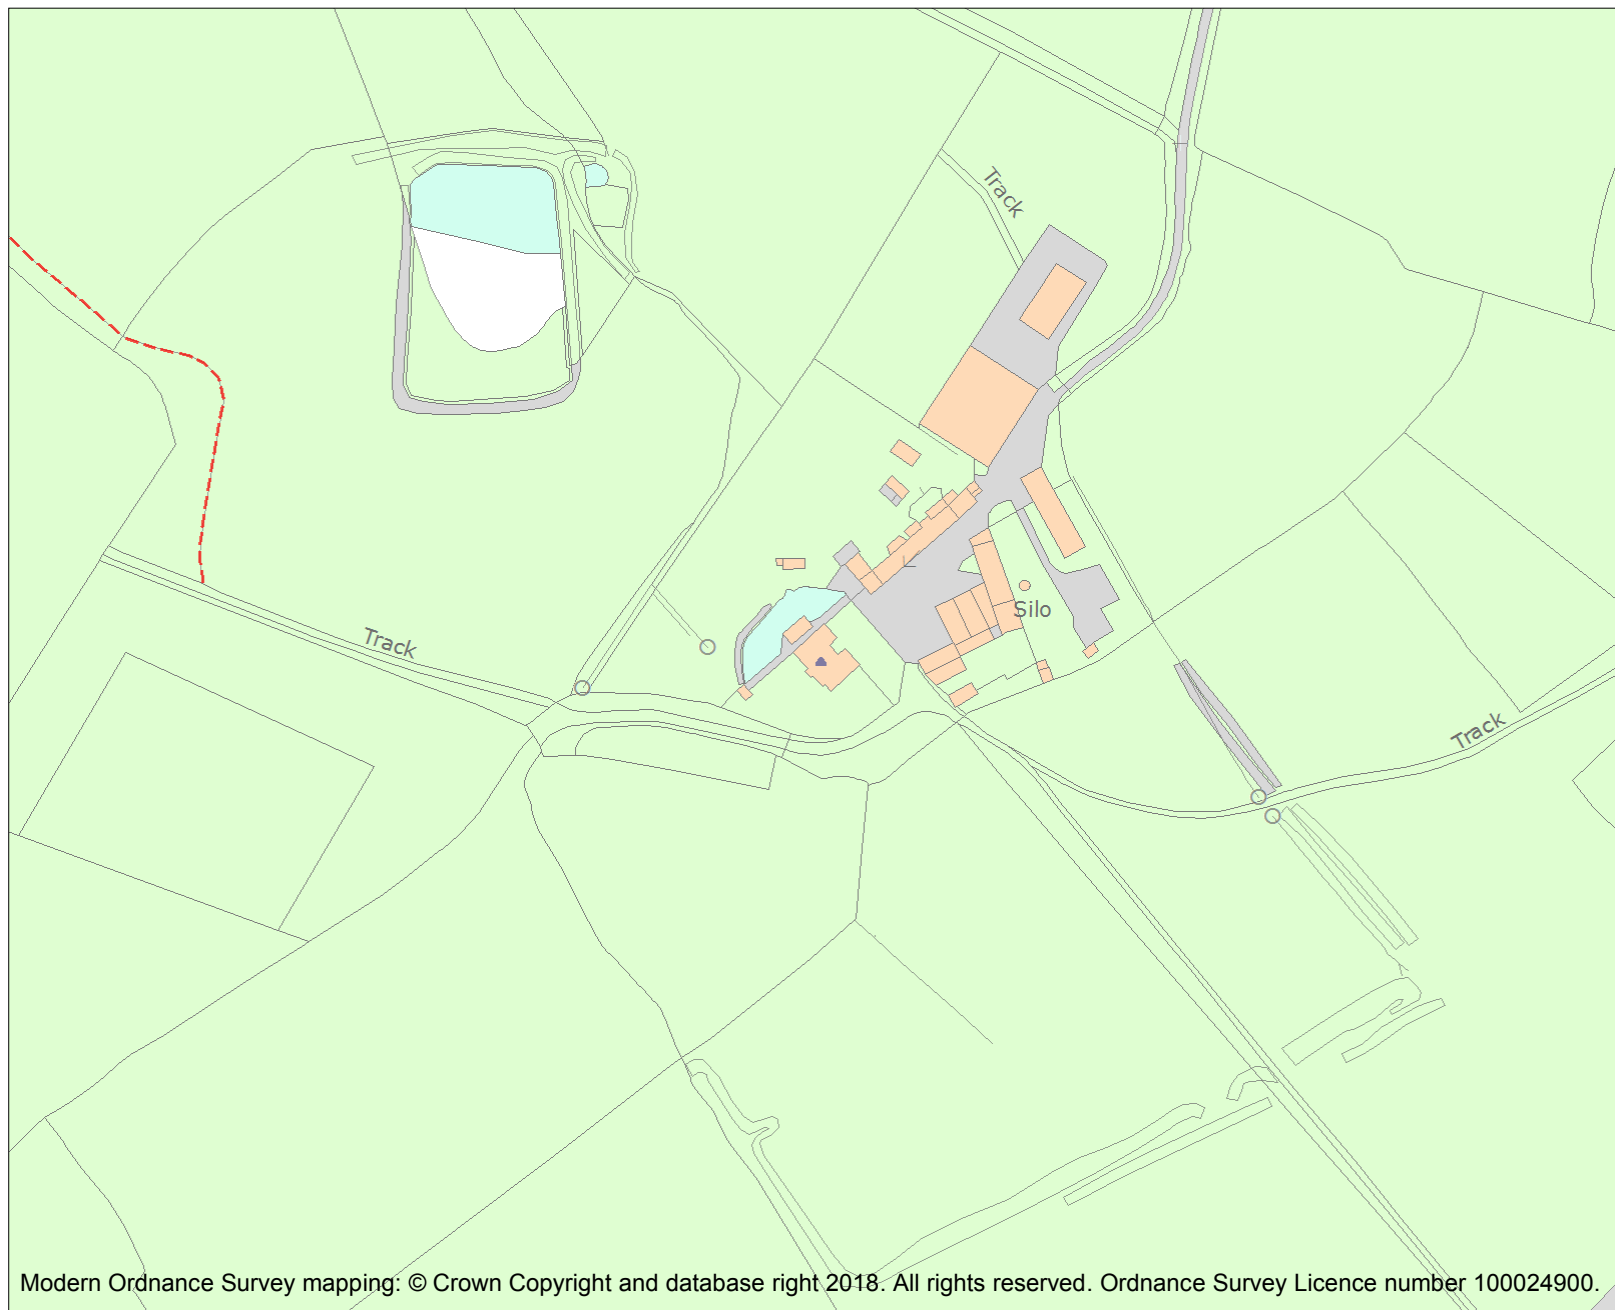 Track
Silo
Track
Track
Modern Ordnance Survey mapping: © Crown Copyright and database right 2018. All rights reserved. Ordnance Survey Licence number 100024900.